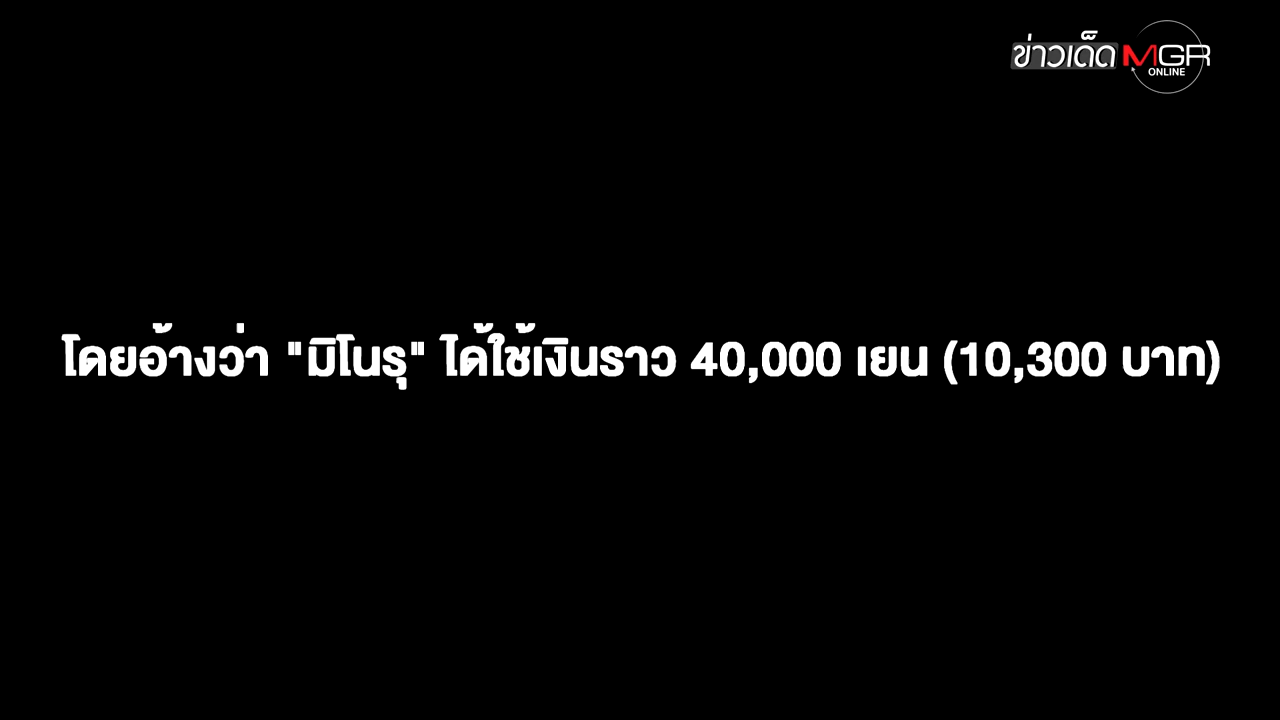 ข่าวเด็ด MGR
ONLINE
โดยอ้างว่า "มิโนรุ" ได้ใช้เงินราว 40,000 เยน (10,300 บาท)